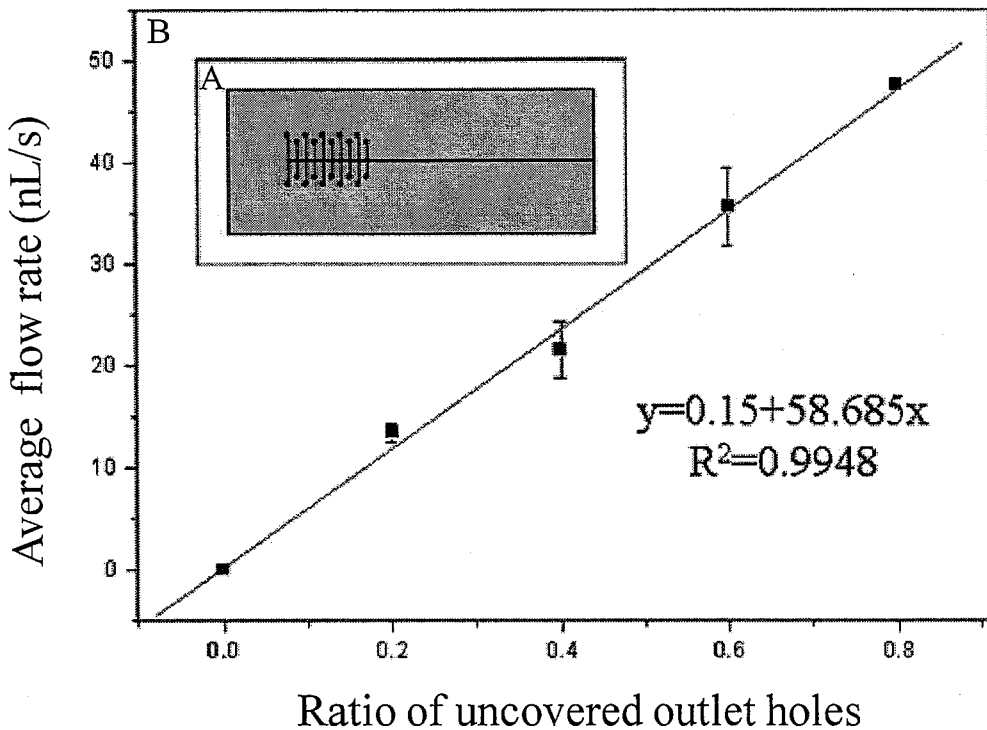 B
A
50
40
30
20
10
0
Average flow rate (nL/s)
y=0.15+58.685x
R²=0.9948
0.0 0.2 0.4 0.6 0.8
Ratio of uncovered outlet holes